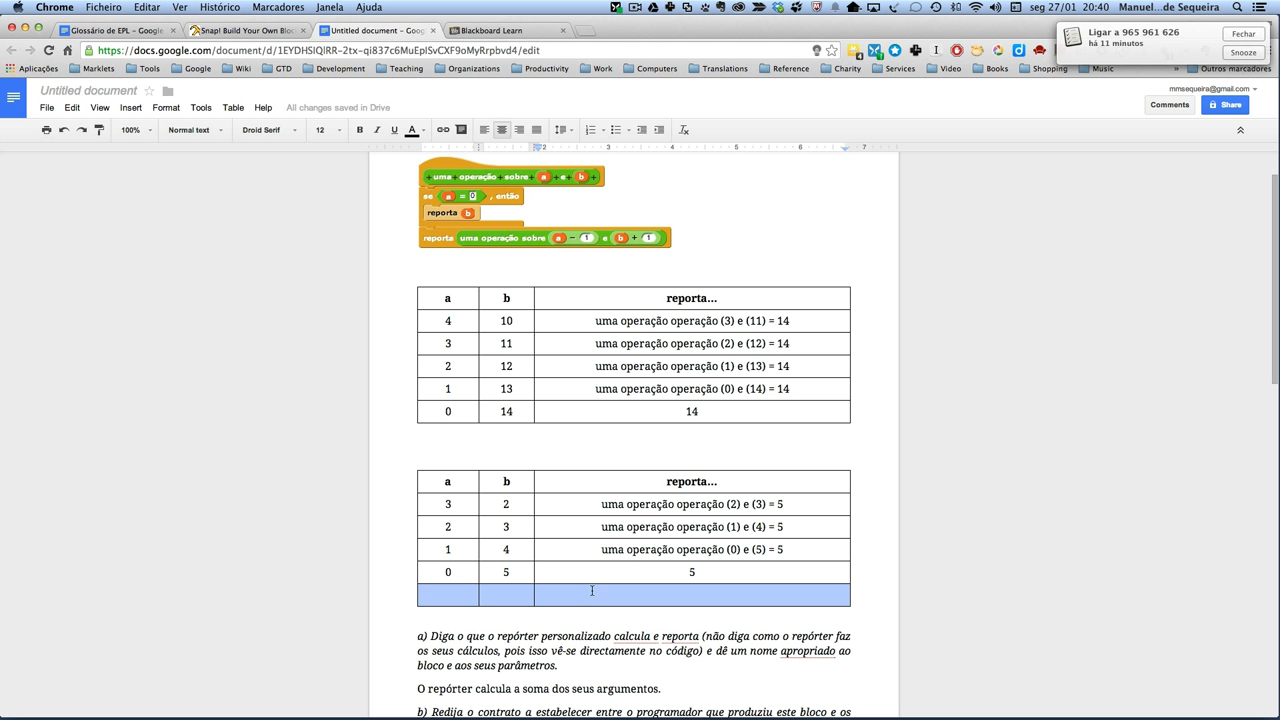 Chrome Ficheiro Editar Ver Histórico Marcadores Janela Ajuda seg 27/01 20:40 Manuel...de Sequeira
Glossário de EPL – Google Snap! Build Your Own Bloc Untitled document – Google Blackboard Learn
Ligar a 965 961 626
há 11 minutos
Fechar
Snooze
https://docs.google.com/document/d/1EYDHSIQIRR-2tx-qi837c6MuEplSvCXF9oMyRrpbvd4/edit
Aplicações Marklets Tools Google Wiki GTD Development Teaching Organizations Productivity Work Computers Translations Reference Charity Services Video Books Shopping Music Outros marcadores
Untitled document
mmsequeira@gmail.com
File Edit View Insert Format Tools Table Help All changes saved in Drive
Comments Share
100% Normal text Droid Serif 12 B I U A
2 3 4 5 6 7
uma operação sobre a e b
se a = 0 , então
reporta b
reporta uma operação sobre a − 1 e b + 1
a b reporta...
4 10 uma operação operação (3) e (11) = 14
3 11 uma operação operação (2) e (12) = 14
2 12 uma operação operação (1) e (13) = 14
1 13 uma operação operação (0) e (14) = 14
0 14 14
a b reporta...
3 2 uma operação operação (2) e (3) = 5
2 3 uma operação operação (1) e (4) = 5
1 4 uma operação operação (0) e (5) = 5
0 5 5
a) Diga o que o repórter personalizado calcula e reporta (não diga como o repórter faz
os seus cálculos, pois isso vê-se directamente no código) e dê um nome apropriado ao
bloco e aos seus parâmetros.
O repórter calcula a soma dos seus argumentos.
b) Redija o contrato a estabelecer entre o programador que produziu este bloco e os